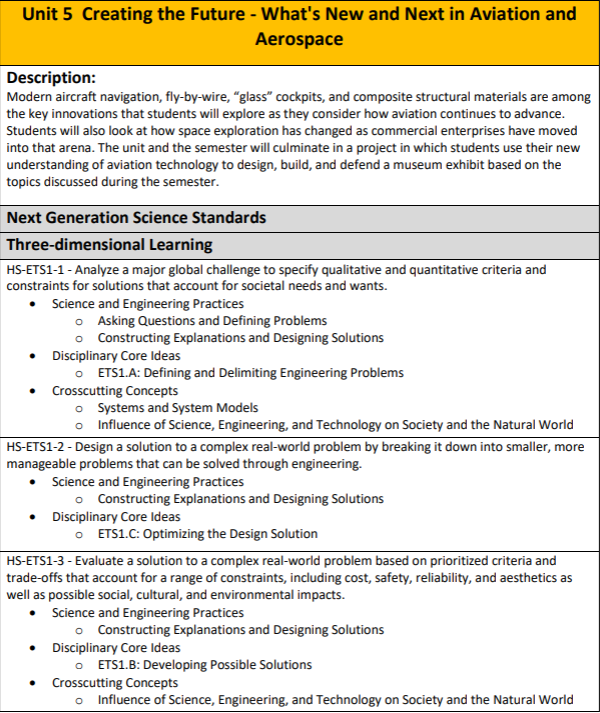 Unit 5  Creating the Future - What's New and Next in Aviation and
Aerospace
Description:
Modern aircraft navigation, fly-by-wire, “glass” cockpits, and composite structural materials are among
the key innovations that students will explore as they consider how aviation continues to advance.
Students will also look at how space exploration has changed as commercial enterprises have moved
into that arena. The unit and the semester will culminate in a project in which students use their new
understanding of aviation technology to design, build, and defend a museum exhibit based on the
topics discussed during the semester.
Next Generation Science Standards
Three-dimensional Learning
HS-ETS1-1 - Analyze a major global challenge to specify qualitative and quantitative criteria and
constraints for solutions that account for societal needs and wants.
• Science and Engineering Practices
o Asking Questions and Defining Problems
o Constructing Explanations and Designing Solutions
• Disciplinary Core Ideas
o ETS1.A: Defining and Delimiting Engineering Problems
• Crosscutting Concepts
o Systems and System Models
o Influence of Science, Engineering, and Technology on Society and the Natural World
HS-ETS1-2 - Design a solution to a complex real-world problem by breaking it down into smaller, more
manageable problems that can be solved through engineering.
• Science and Engineering Practices
o Constructing Explanations and Designing Solutions
• Disciplinary Core Ideas
o ETS1.C: Optimizing the Design Solution
HS-ETS1-3 - Evaluate a solution to a complex real-world problem based on prioritized criteria and
trade-offs that account for a range of constraints, including cost, safety, reliability, and aesthetics as
well as possible social, cultural, and environmental impacts.
• Science and Engineering Practices
o Constructing Explanations and Designing Solutions
• Disciplinary Core Ideas
o ETS1.B: Developing Possible Solutions
• Crosscutting Concepts
o Influence of Science, Engineering, and Technology on Society and the Natural World